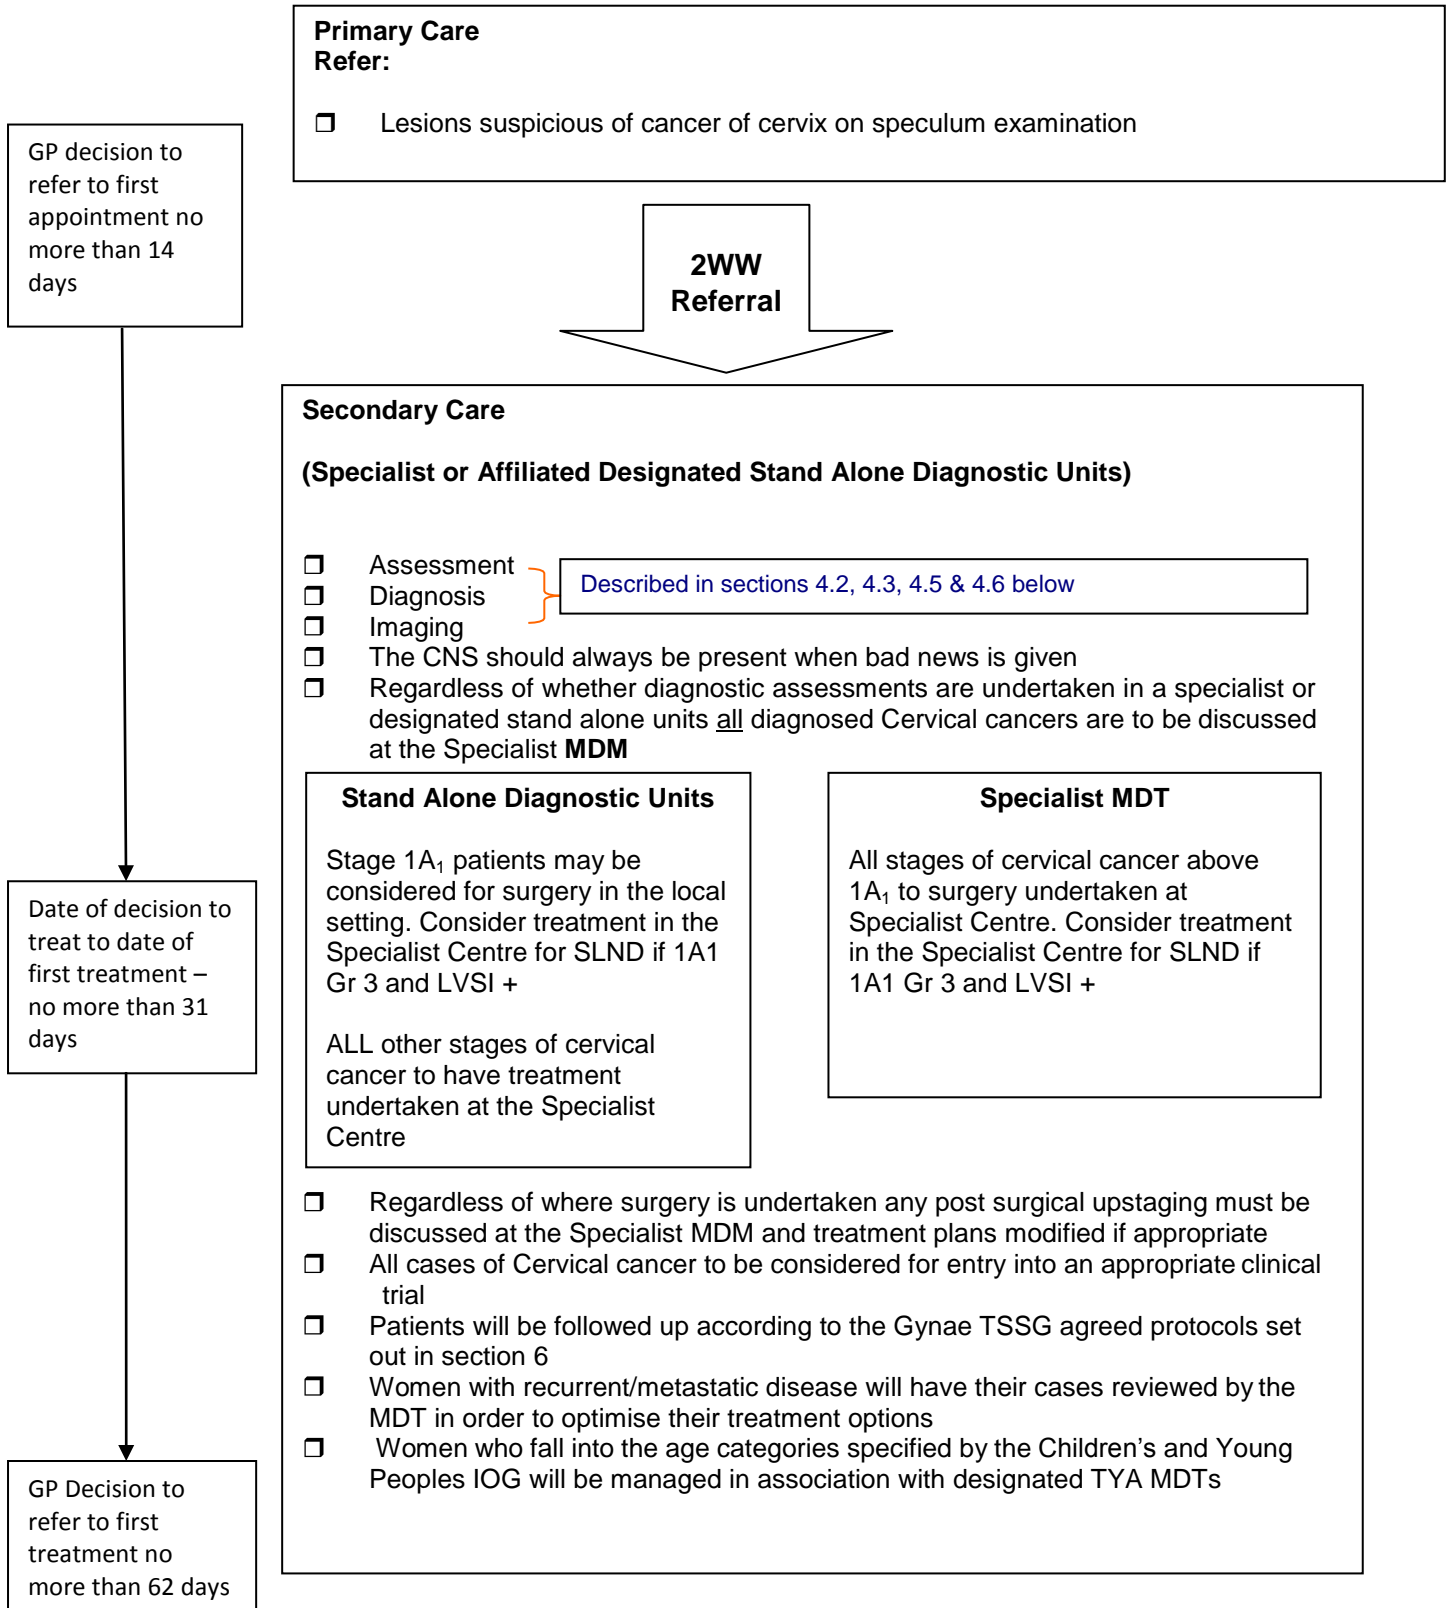 Primary Care
Refer:
❒ Lesions suspicious of cancer of cervix on speculum examination
GP decision to
refer to first
appointment no
more than 14
days
2WW
Referral
Secondary Care
(Specialist or Affiliated Designated Stand Alone Diagnostic Units)
❒ Assessment
❒ Diagnosis
❒ Imaging
Described in sections 4.2, 4.3, 4.5 & 4.6 below
❒ The CNS should always be present when bad news is given
❒ Regardless of whether diagnostic assessments are undertaken in a specialist or
designated stand alone units all diagnosed Cervical cancers are to be discussed
at the Specialist MDM
Stand Alone Diagnostic Units
Stage 1A₁ patients may be
considered for surgery in the local
setting. Consider treatment in the
Specialist Centre for SLND if 1A1
Gr 3 and LVSI +
ALL other stages of cervical
cancer to have treatment
undertaken at the Specialist
Centre
Specialist MDT
All stages of cervical cancer above
1A₁ to surgery undertaken at
Specialist Centre. Consider treatment
in the Specialist Centre for SLND if
1A1 Gr 3 and LVSI +
Date of decision to
treat to date of
first treatment –
no more than 31
days
❒ Regardless of where surgery is undertaken any post surgical upstaging must be
discussed at the Specialist MDM and treatment plans modified if appropriate
❒ All cases of Cervical cancer to be considered for entry into an appropriate clinical
trial
❒ Patients will be followed up according to the Gynae TSSG agreed protocols set
out in section 6
❒ Women with recurrent/metastatic disease will have their cases reviewed by the
MDT in order to optimise their treatment options
❒ Women who fall into the age categories specified by the Children's and Young
Peoples IOG will be managed in association with designated TYA MDTs
GP Decision to
refer to first
treatment no
more than 62 days